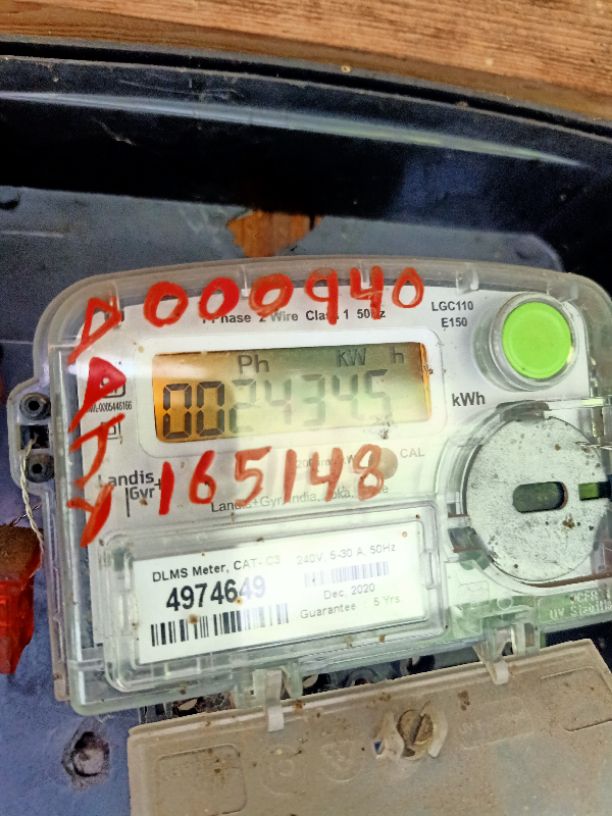 000940
1 Phase 2 Wire Class 1 50Hz
LGC110
E150
Ph KW h
0024345
kWh
CAL
Landis
Gyr+
165148
DLMS Meter, CAT- C3 240V, 5-30 A, 50Hz
4974649
Dec, 2020
Guarantee : 5 Yrs